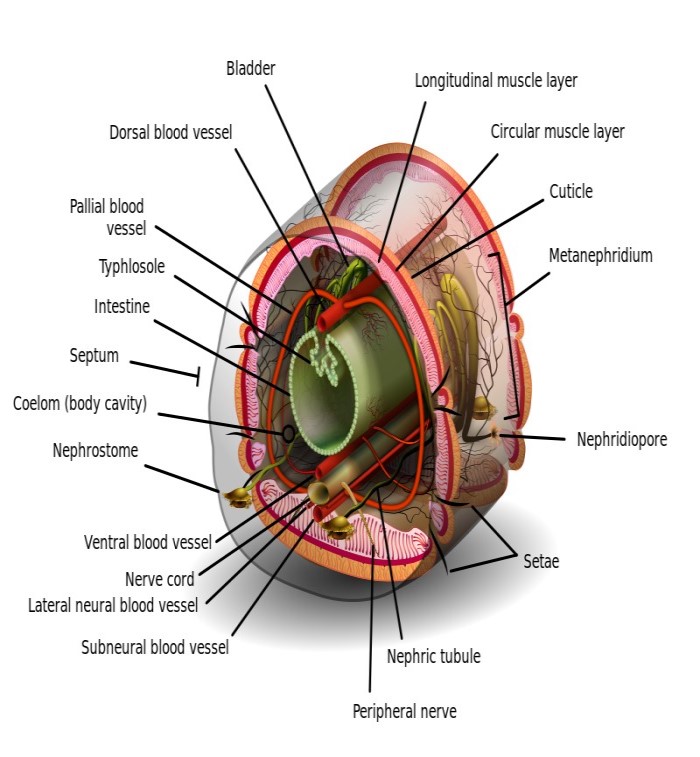 Bladder
Longitudinal muscle layer
Dorsal blood vessel
Circular muscle layer
Cuticle
Pallial blood
vessel
Metanephridium
Typhlosole
Intestine
Septum
Coelom (body cavity)
Nephridiopore
Nephrostome
Ventral blood vessel
Setae
Nerve cord
Lateral neural blood vessel
Subneural blood vessel
Nephric tubule
Peripheral nerve